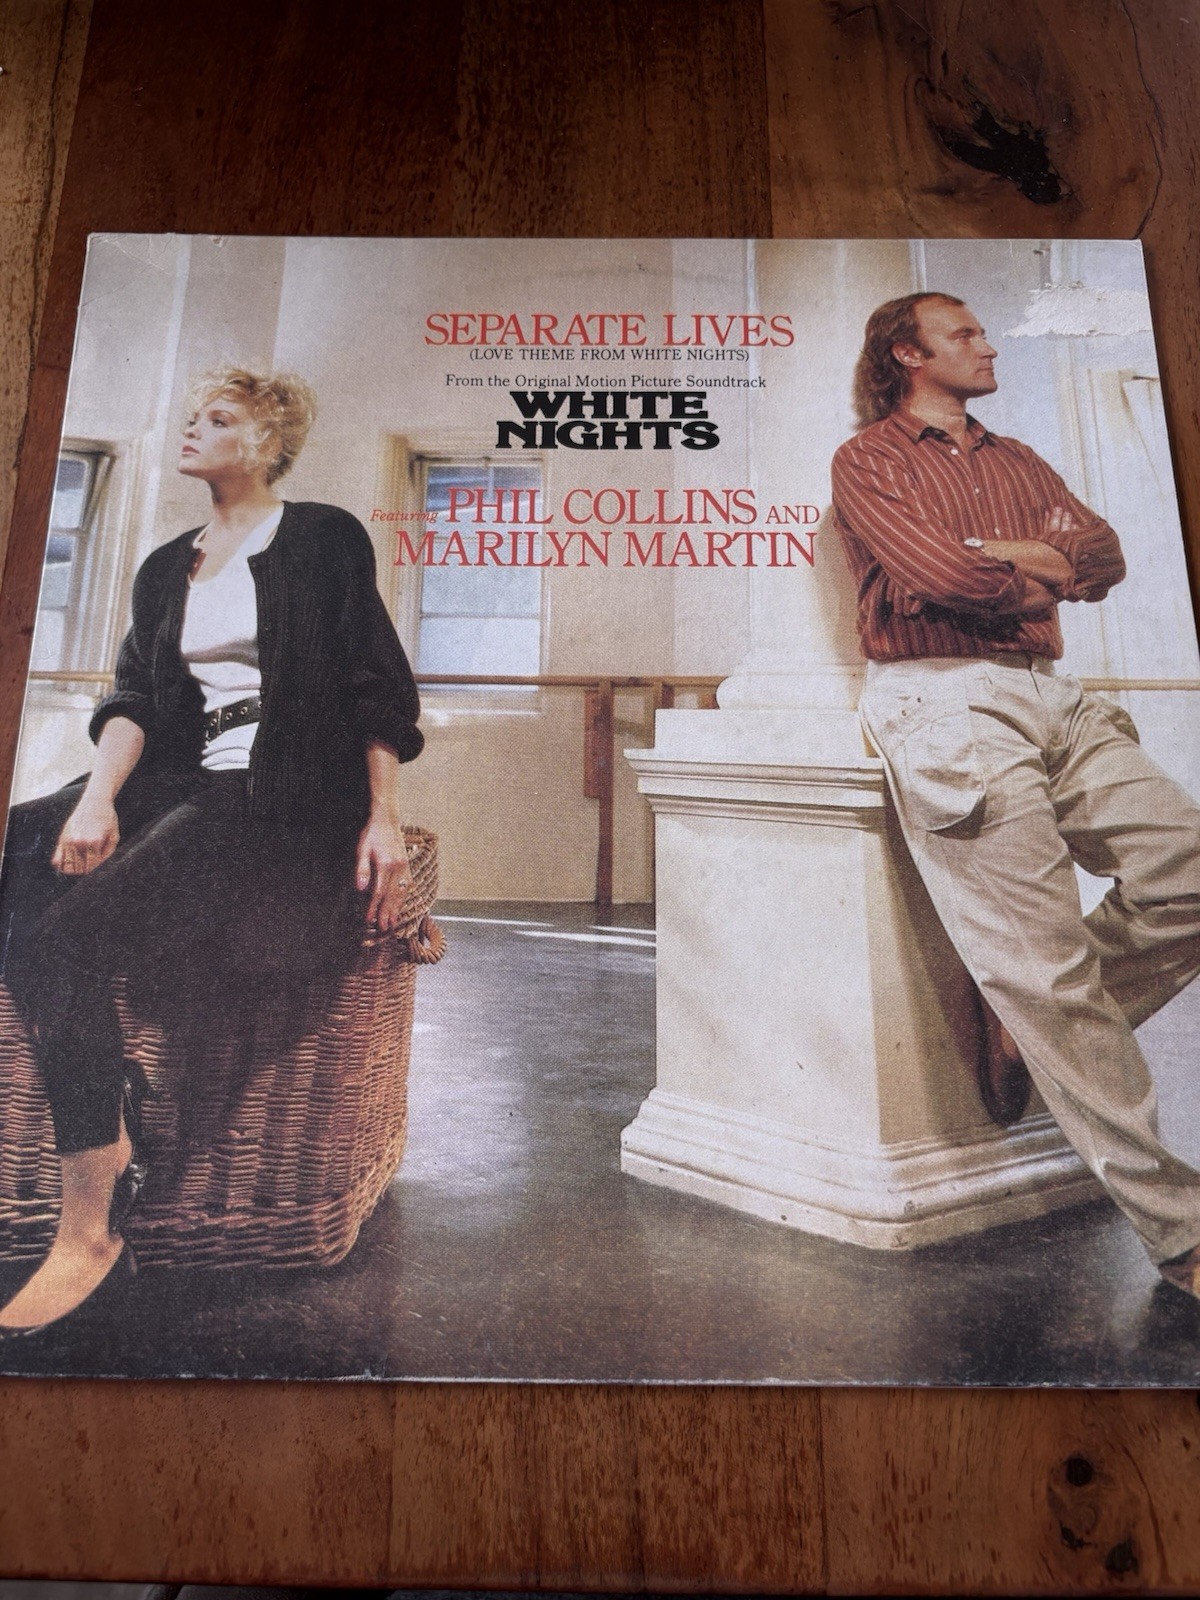 SEPARATE LIVES
(LOVE THEME FROM WHITE NIGHTS)
From the Original Motion Picture Soundtrack
WHITE
NIGHTS
Featuring PHIL COLLINS AND
MARILYN MARTIN